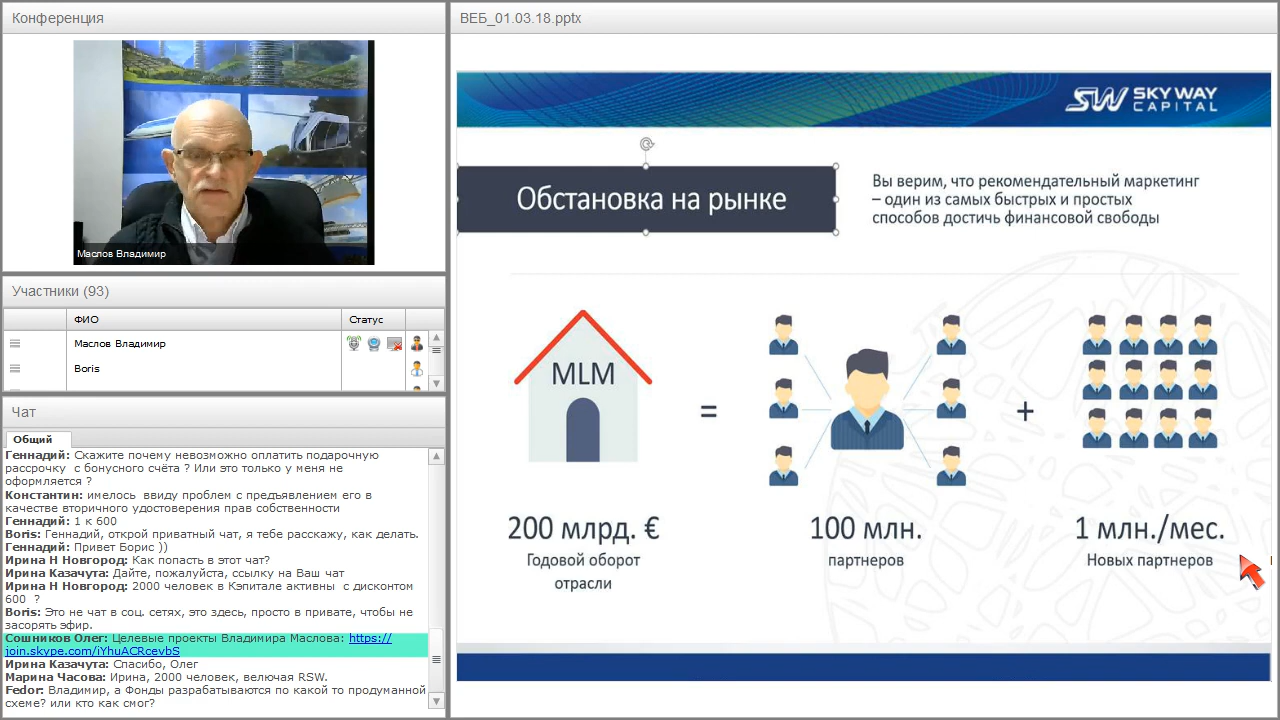 Конференция
Маслов Владимир
Участники (93)
ФИО
Статус
Маслов Владимир
Boris
Чат
Общий
Геннадий: Скажите почему невозможно оплатить подарочную
рассрочку с бонусного счёта ? Или это только у меня не
оформляется ?
Константин: имелось ввиду проблем с предъявлением его в
качестве вторичного удостоверения прав собственности
Геннадий: 1 к 600
Boris: Геннадий, открой приватный чат, я тебе расскажу, как делать.
Геннадий: Привет Борис ))
Ирина Н Новгород: Как попасть в этот чат?
Ирина Казачута: Дайте, пожалуйста, ссылку на Ваш чат
Ирина Н Новгород: 2000 человек в Кэпитале активны с дисконтом
600 ?
Boris: Это не чат в соц. сетях, это здесь, просто в привате, чтобы не
засорять эфир.
Сошников Олег: Целевые проекты Владимира Маслова: https://
join.skype.com/iYhuACRcevbS
Ирина Казачута: Спасибо, Олег
Марина Часова: Ирина, 2000 человек, велючая RSW.
Fedor: Владимир, а Фонды разрабатываются по какой то продуманной
схеме? или кто как смог?
ВЕБ_01.03.18.pptx
SW SKY WAY
CAPITAL
Обстановка на рынке
Вы верим, что рекомендательный маркетинг
– один из самых быстрых и простых
способов достичь финансовой свободы
MLM
=
+
200 млрд. €
Годовой оборот
отрасли
100 млн.
партнеров
1 млн./мес.
Новых партнеров